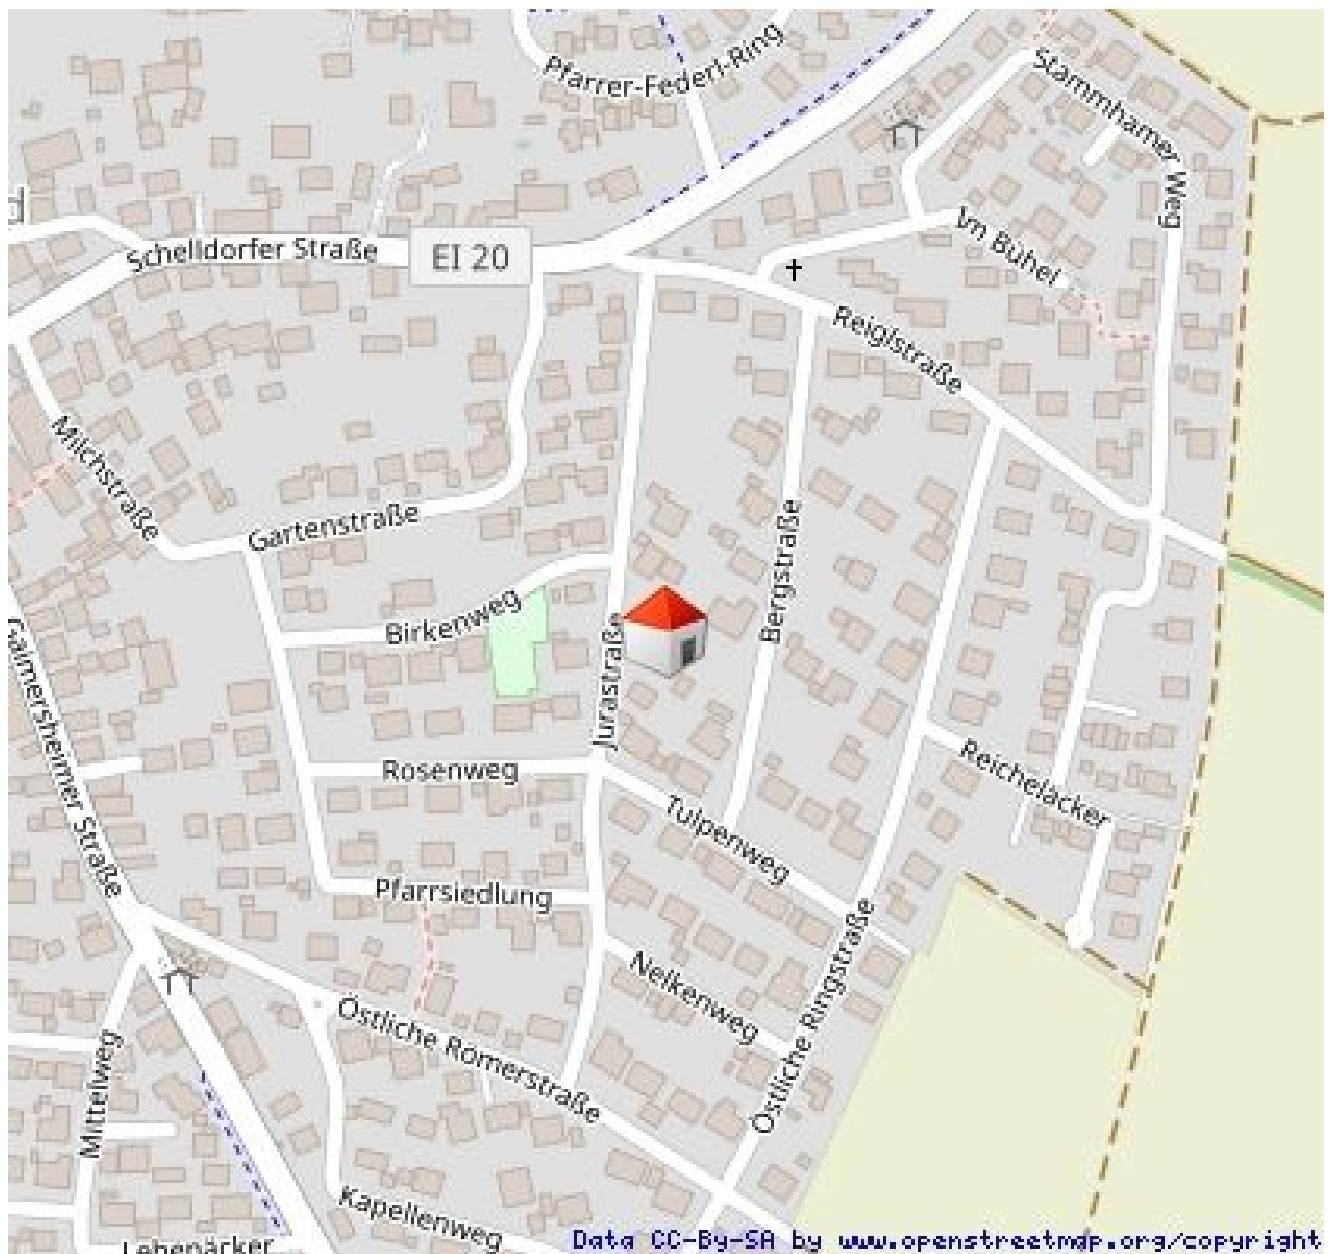 Pfarrer-Federl-Ring
Stammhamer Weg
d
Schelldorfer Straße
EI 20
Im Bühel
Reiglstraße
Milchstraße
Gartenstraße
Bergstraße
Birkenweg
Jurastraße
Gaimersheimer Straße
Rosenweg
Reicheläcker
Tulpenweg
Pfarrsiedlung
Nelkenweg
Östliche Ringstraße
Östliche Römerstraße
Mittelweg
Kapellenweg
Lehenäcker
Data CC-By-SA by www.openstreetmap.org/copyright